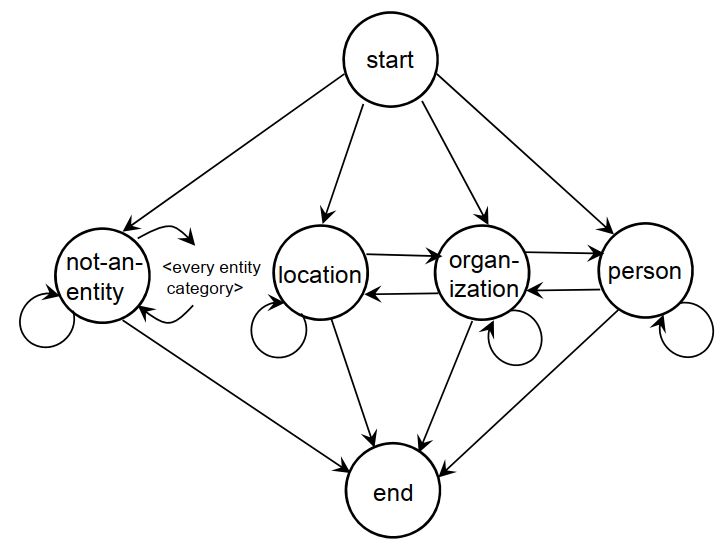 start
not-an-
entity
<every entity
category>
location
organ-
ization
person
end